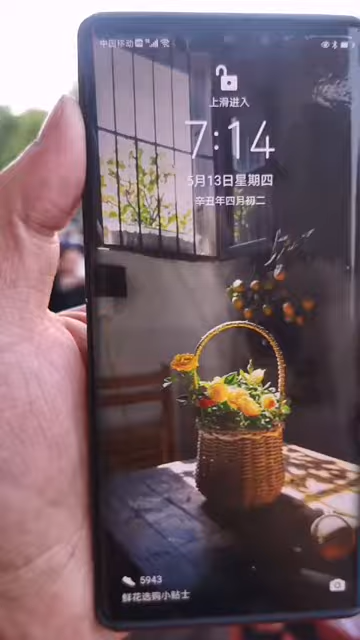 中国移动
上滑进入
7:14
5月13日星期四
辛丑年四月初二
5943
鲜花选购小贴士